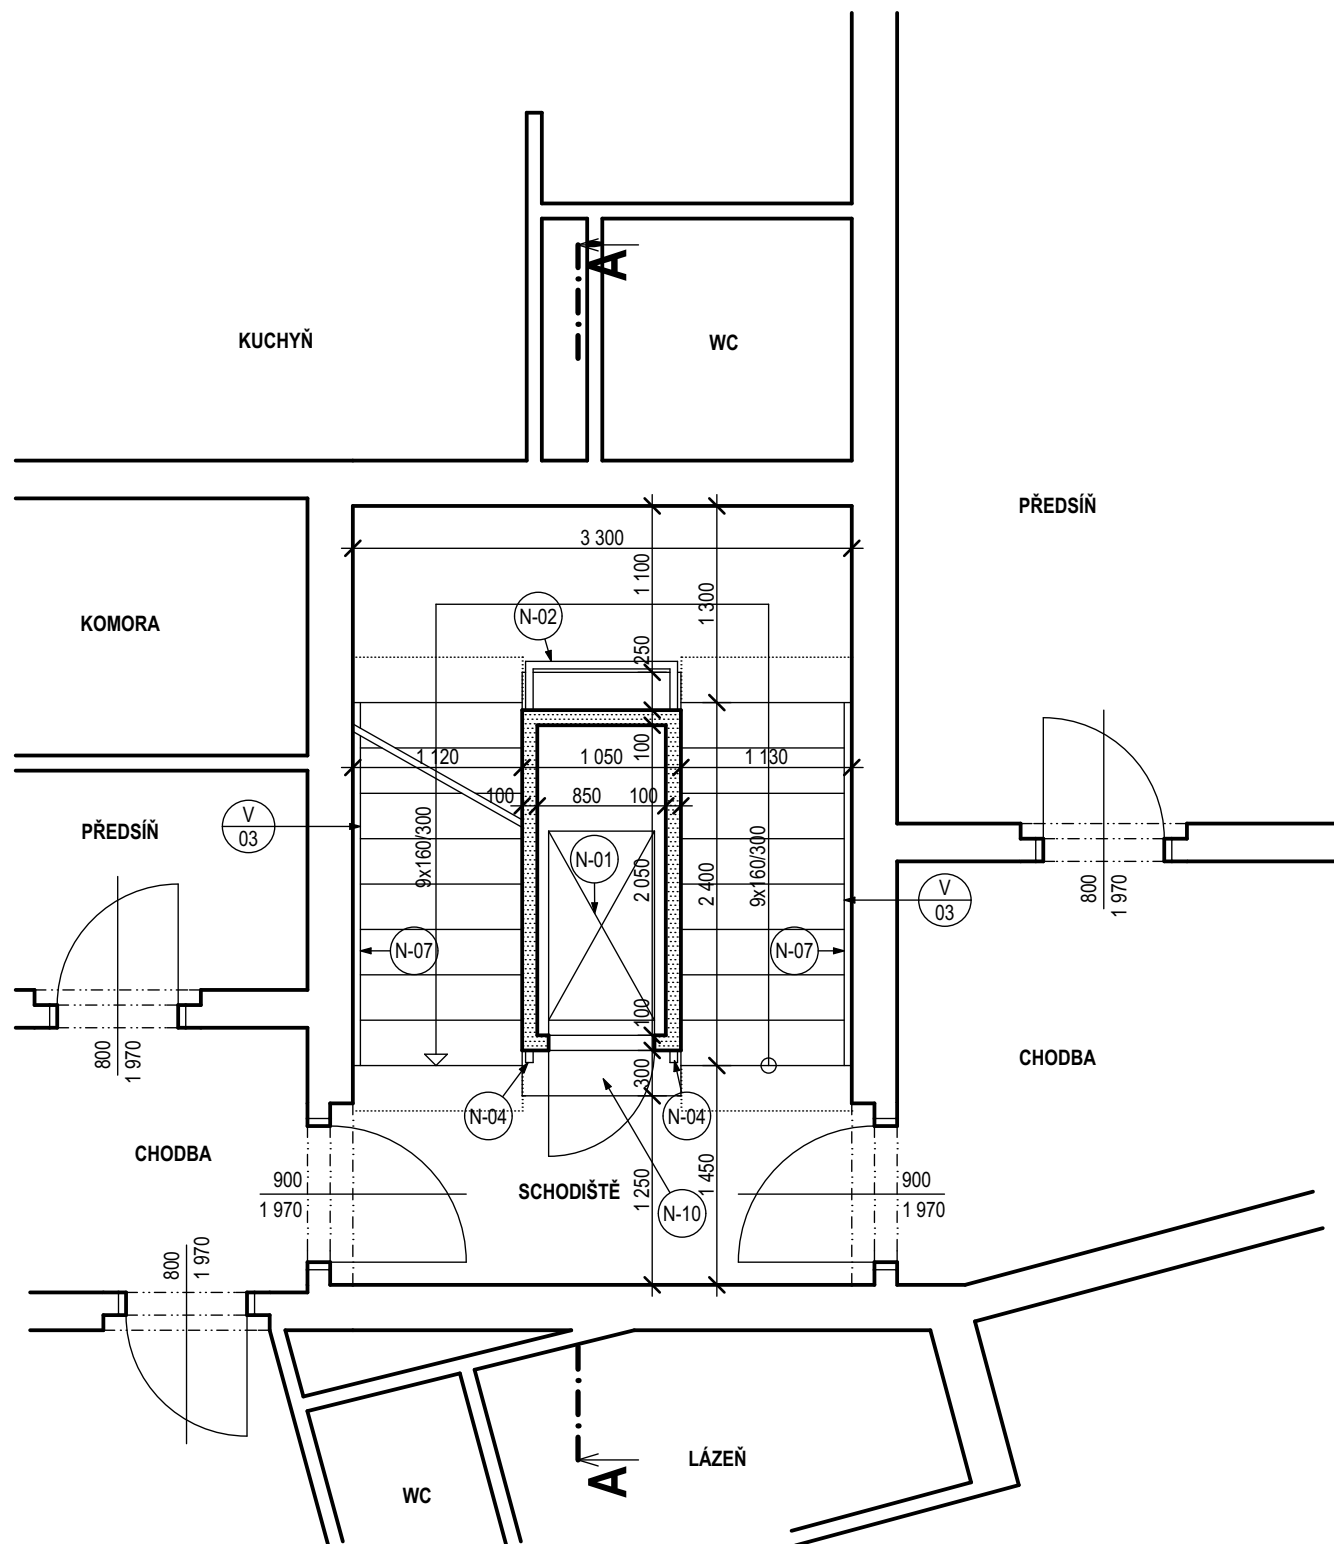 A
KUCHYŇ
WC
PŘEDSÍŇ
3 300
1 100
1 300
N-02
KOMORA
250
1 120
1 050
1 130
100
100
850
100
V
03
PŘEDSÍŇ
9x160/300
N-01
2 050
2 400
9x160/300
800
1 970
V
03
N-07
N-07
100
800
1 970
300
CHODBA
N-04
N-04
CHODBA
900
1 970
SCHODIŠTĚ
1 250
1 450
N-10
900
1 970
800
1 970
LÁZEŇ
A
WC